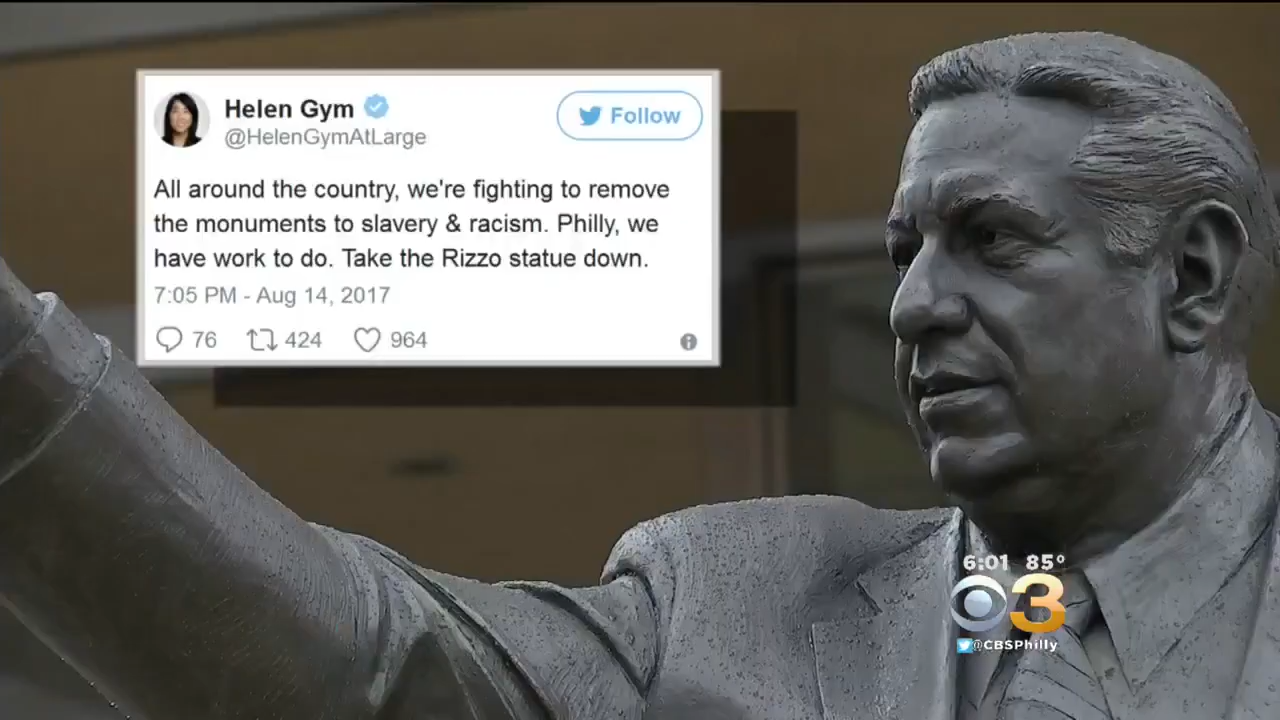 Helen Gym
@HelenGymAtLarge
Follow
All around the country, we're fighting to remove
the monuments to slavery & racism. Philly, we
have work to do. Take the Rizzo statue down.
7:05 PM - Aug 14, 2017
76 424 964
6:01 85°
3
@CBSPhilly